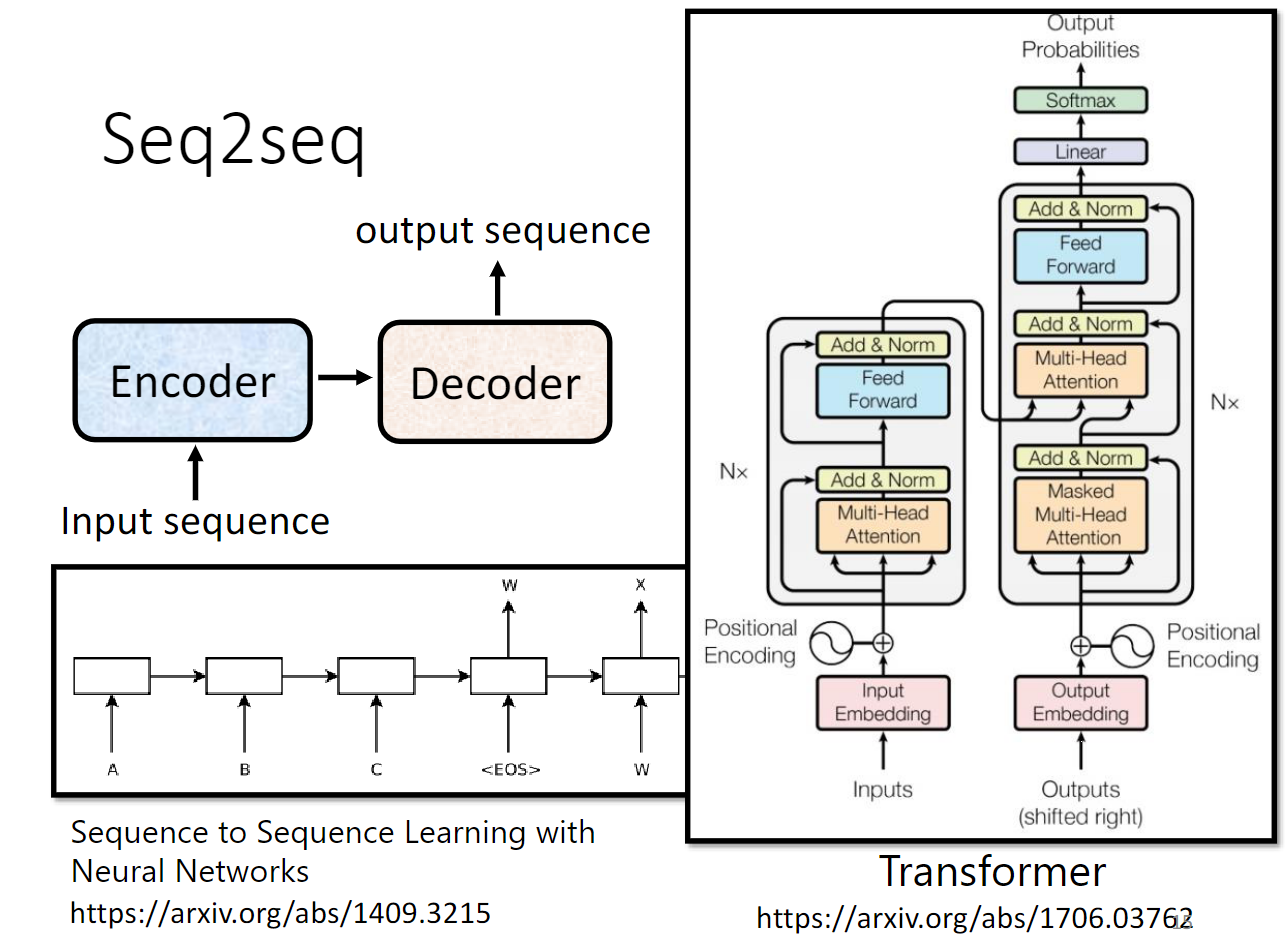 Seq2seq
output sequence
Encoder
Decoder
Input sequence
W
X
A
B
C
<EOS>
W
Sequence to Sequence Learning with
Neural Networks
https://arxiv.org/abs/1409.3215
Output
Probabilities
Softmax
Linear
Add & Norm
Feed
Forward
Add & Norm
Multi-Head
Attention
Add & Norm
Feed
Forward
N×
N×
Add & Norm
Masked
Multi-Head
Attention
Add & Norm
Multi-Head
Attention
Positional
Encoding
Positional
Encoding
Input
Embedding
Output
Embedding
Inputs
Outputs
(shifted right)
Transformer
https://arxiv.org/abs/1706.03762
15